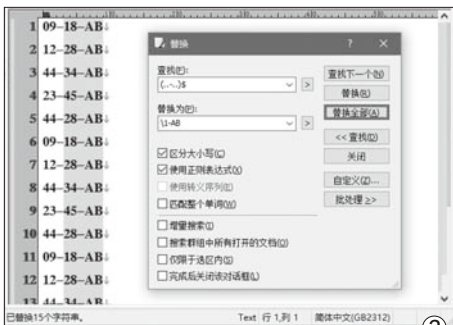 1 09-18-AB↓
2 12-28-AB↓
3 44-34-AB↓
4 23-45-AB↓
5 44-28-AB↓
6 09-18-AB↓
7 12-28-AB↓
8 44-34-AB↓
9 23-45-AB↓
10 44-28-AB↓
11 09-18-AB↓
12 12-28-AB↓
13 44-34-AB↓
替换 ? ×
查找(F):
(..-..)$
替换为(P):
\1-AB
区分大小写(C)
使用正则表达式(X)
使用转义序列(E)
匹配整个单词(W)
增量搜索(I)
搜索群组中所有打开的文档(O)
仅限于选区内(S)
完成后关闭该对话框(L)
查找下一个(N)
替换(R)
替换全部(A)
<< 查找(D)
关闭
自定义(Z)...
批处理 >>
已替换15个字符串。 Text 行 1,列 1 简体中文(GB2312)